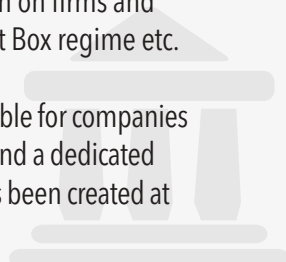 on firms and
t Box regime etc.
ble for companies
nd a dedicated
s been created at